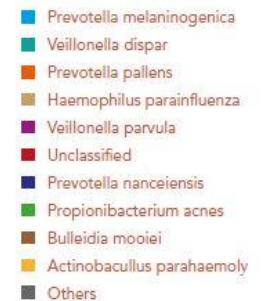 Prevotella melaninogenica
Veillonella dispar
Prevotella pallens
Haemophilus parainfluenza
Veillonella parvula
Unclassified
Prevotella nanceiensis
Propionibacterium acnes
Bulleidia mooiei
Actinobacullus parahaemoly
Others